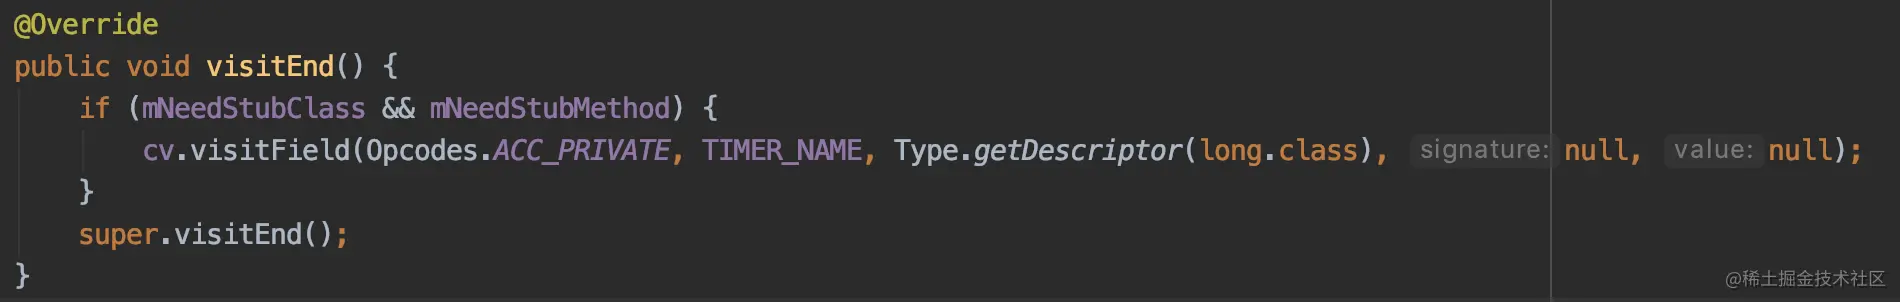 @Override
public void visitEnd() {
    if (mNeedStubClass && mNeedStubMethod) {
        cv.visitField(Opcodes.ACC_PRIVATE, TIMER_NAME, Type.getDescriptor(long.class), signature: null, value: null);
    }
    super.visitEnd();
}
@稀土掘金技术社区